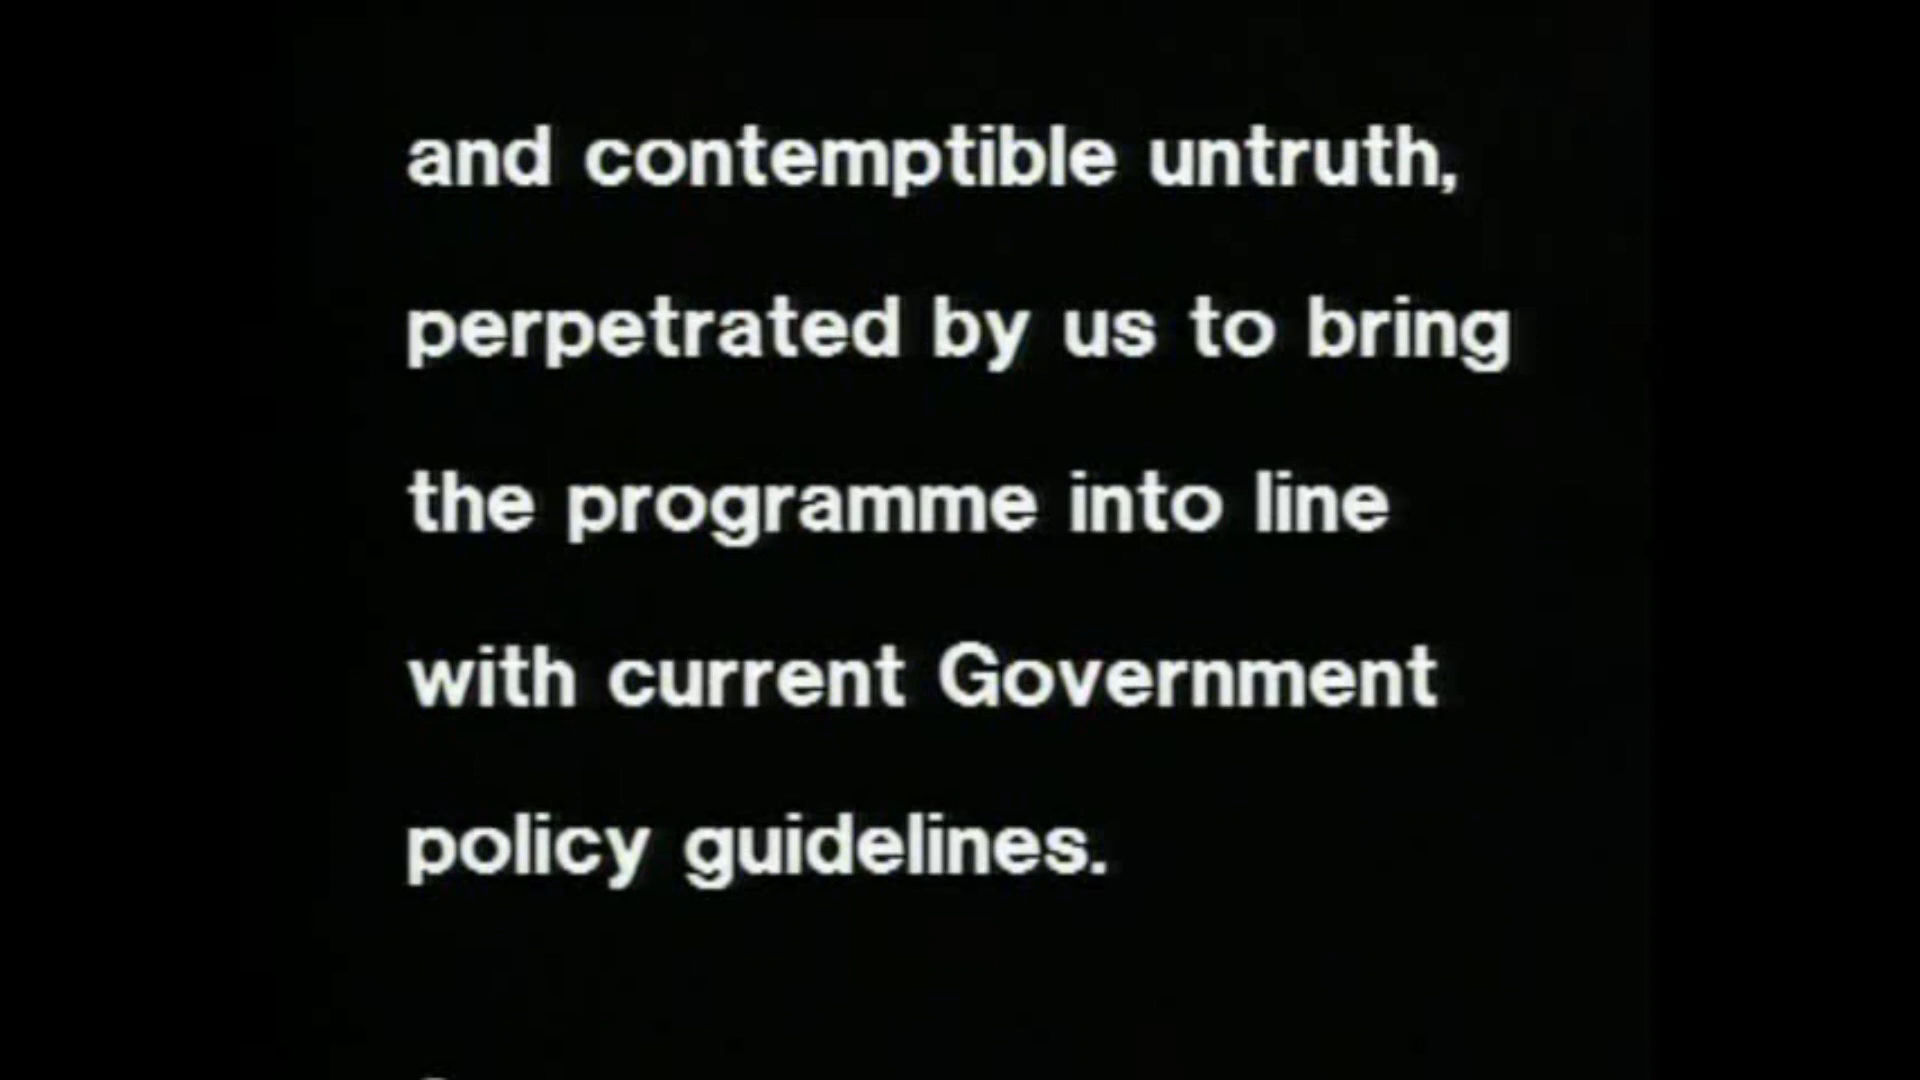 and contemptible untruth,
perpetrated by us to bring
the programme into line
with current Government
policy guidelines.